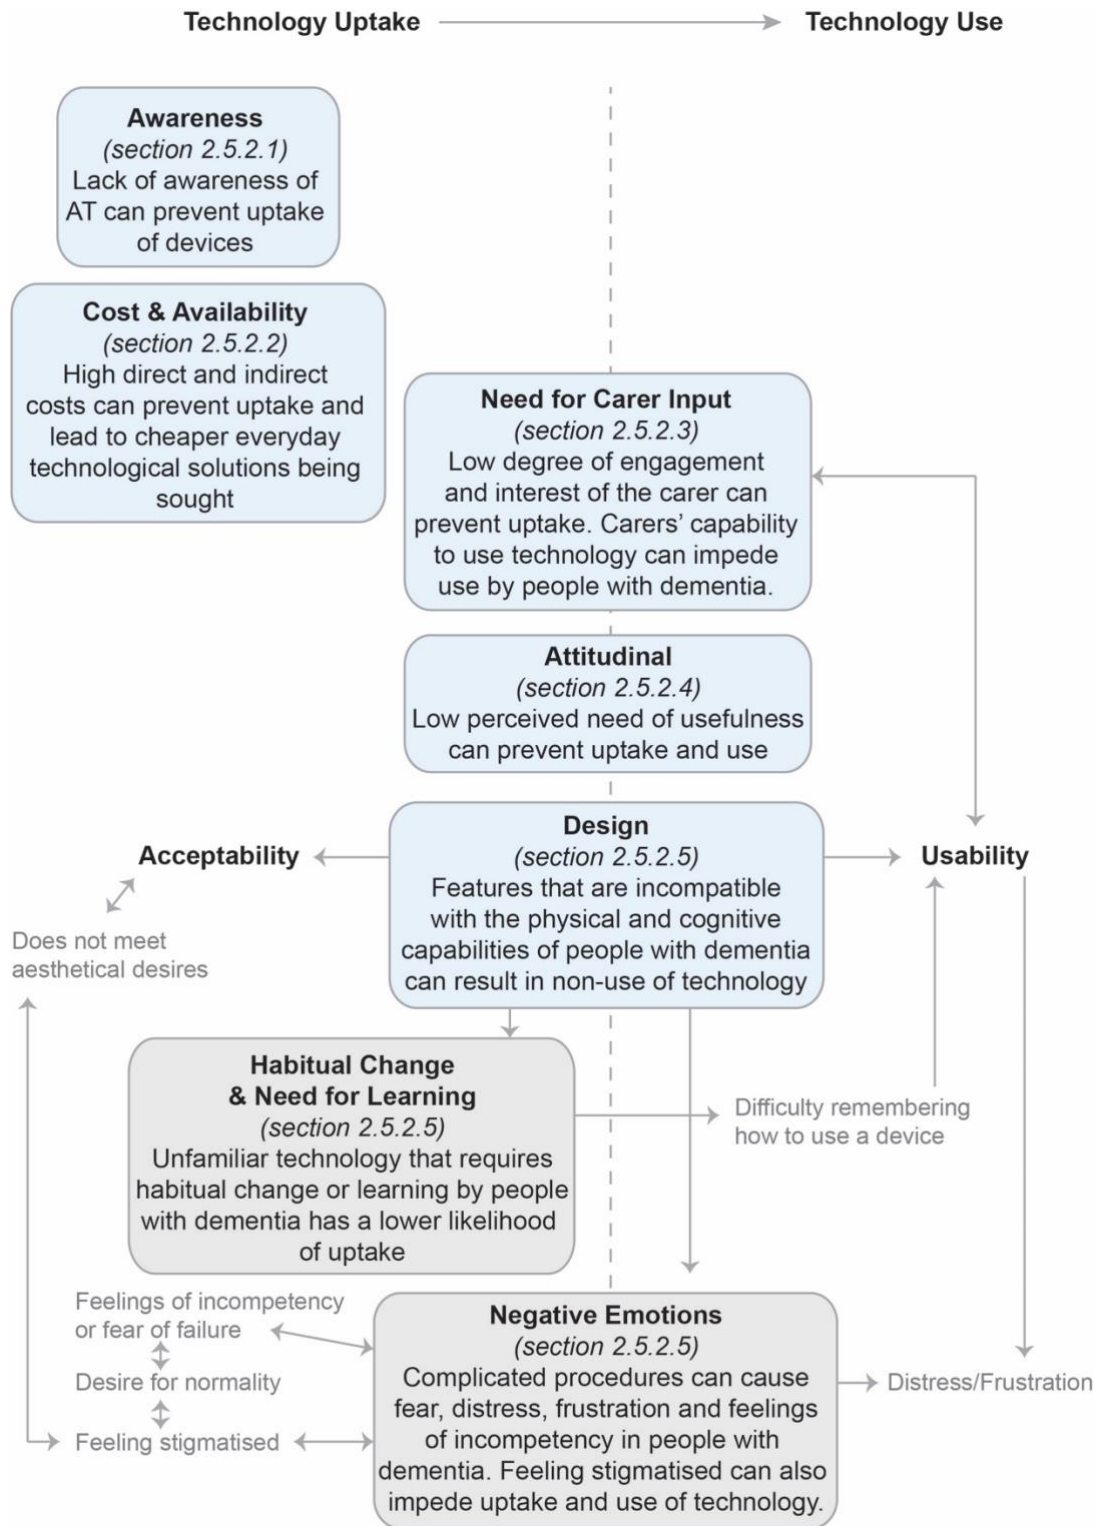 Technology Uptake
Technology Use
Awareness
(section 2.5.2.1)
Lack of awareness of
AT can prevent uptake
of devices
Cost & Availability
(section 2.5.2.2)
High direct and indirect
costs can prevent uptake and
lead to cheaper everyday
technological solutions being
sought
Need for Carer Input
(section 2.5.2.3)
Low degree of engagement
and interest of the carer can
prevent uptake. Carers’ capability
to use technology can impede
use by people with dementia.
Attitudinal
(section 2.5.2.4)
Low perceived need of usefulness
can prevent uptake and use
Design
(section 2.5.2.5)
Features that are incompatible
with the physical and cognitive
capabilities of people with dementia
can result in non-use of technology
Acceptability
Usability
Does not meet
aesthetical desires
Habitual Change
& Need for Learning
(section 2.5.2.5)
Unfamiliar technology that requires
habitual change or learning by people
with dementia has a lower likelihood
of uptake
Difficulty remembering
how to use a device
Feelings of incompetency
or fear of failure
Desire for normality
Feeling stigmatised
Negative Emotions
(section 2.5.2.5)
Complicated procedures can cause
fear, distress, frustration and feelings
of incompetency in people with
dementia. Feeling stigmatised can also
impede uptake and use of technology.
Distress/Frustration